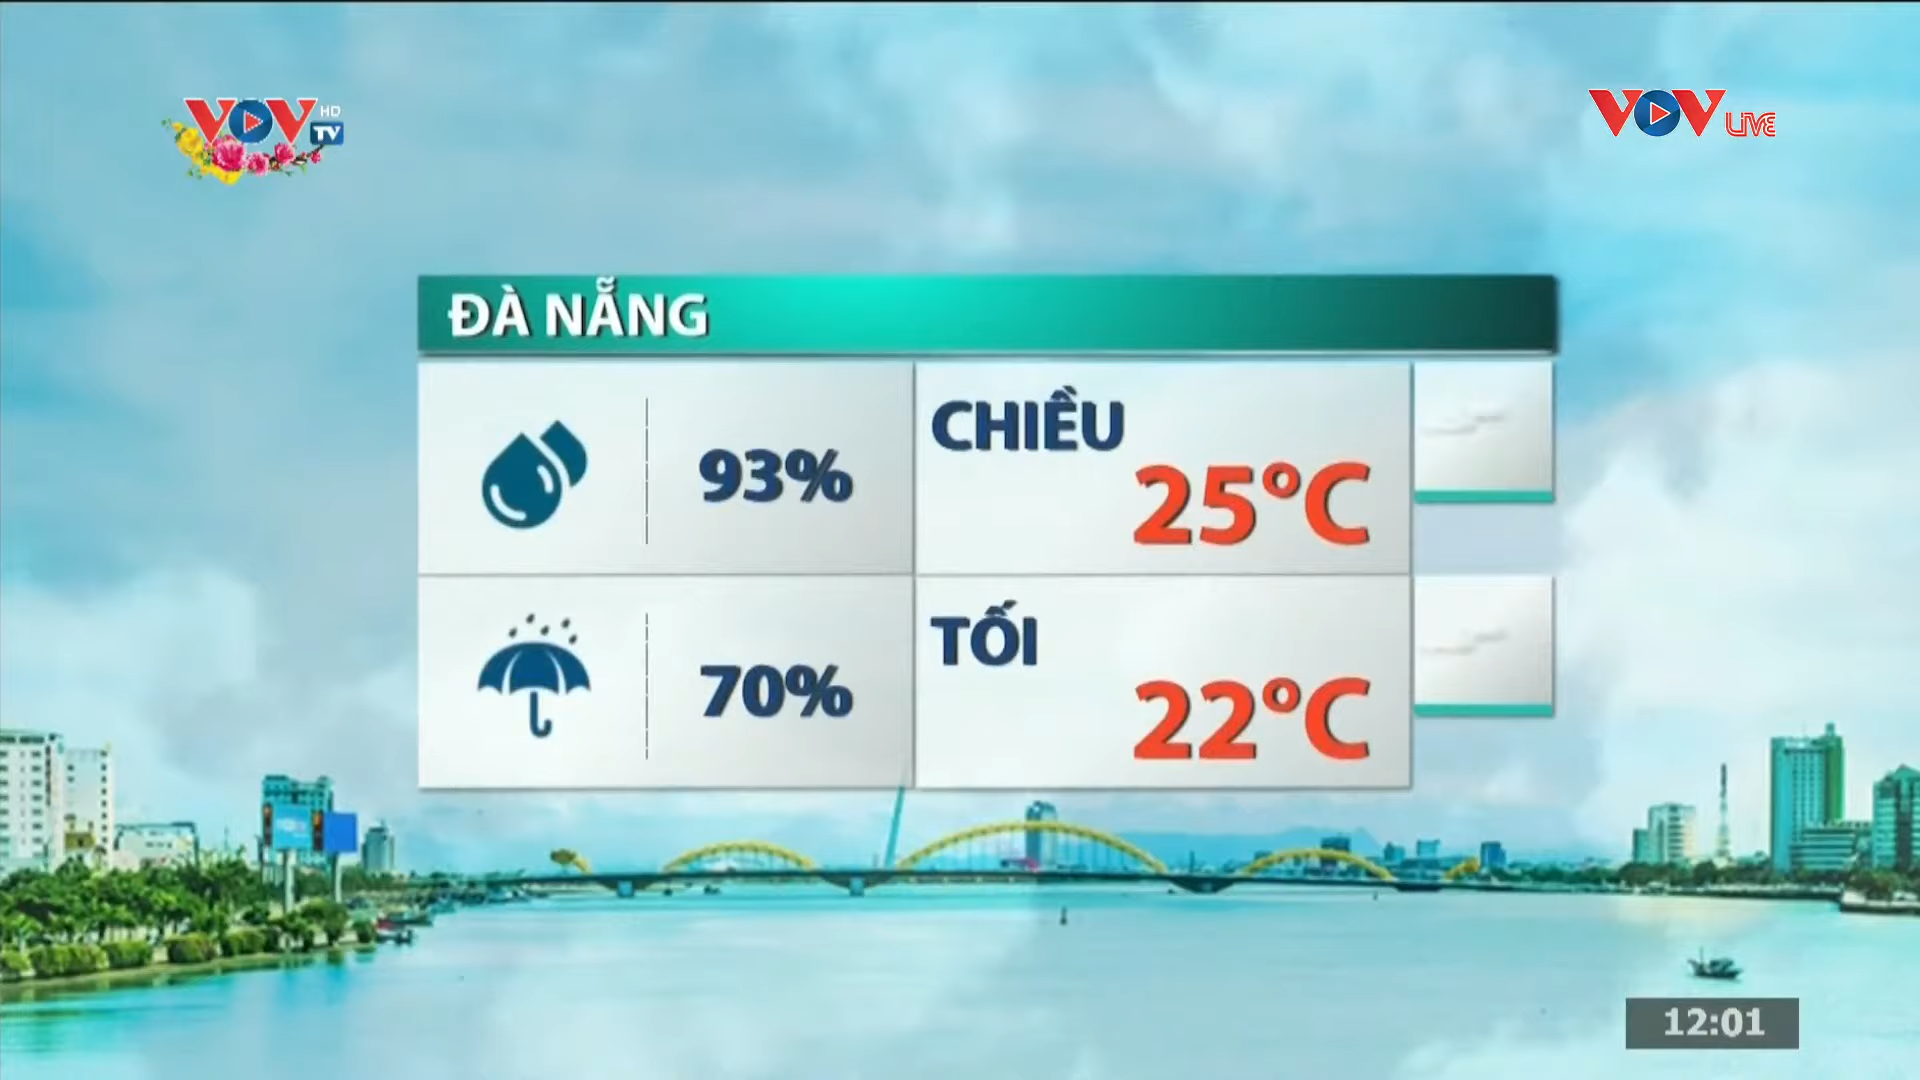 VOV HD
TV
VOV LIVE
ĐÀ NẴNG
93%
CHIỀU
25°C
70%
TỐI
22°C
12:01